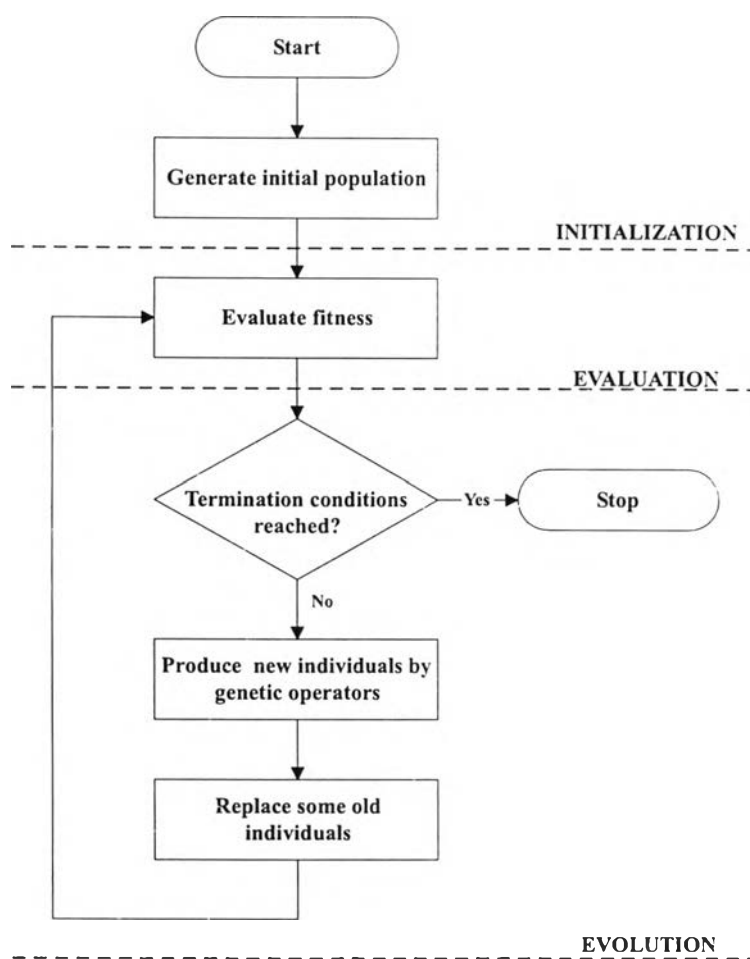 Start
Generate initial population
INITIALIZATION
Evaluate fitness
EVALUATION
Termination conditions
reached?
Yes
Stop
No
Produce new individuals by
genetic operators
Replace some old
individuals
EVOLUTION